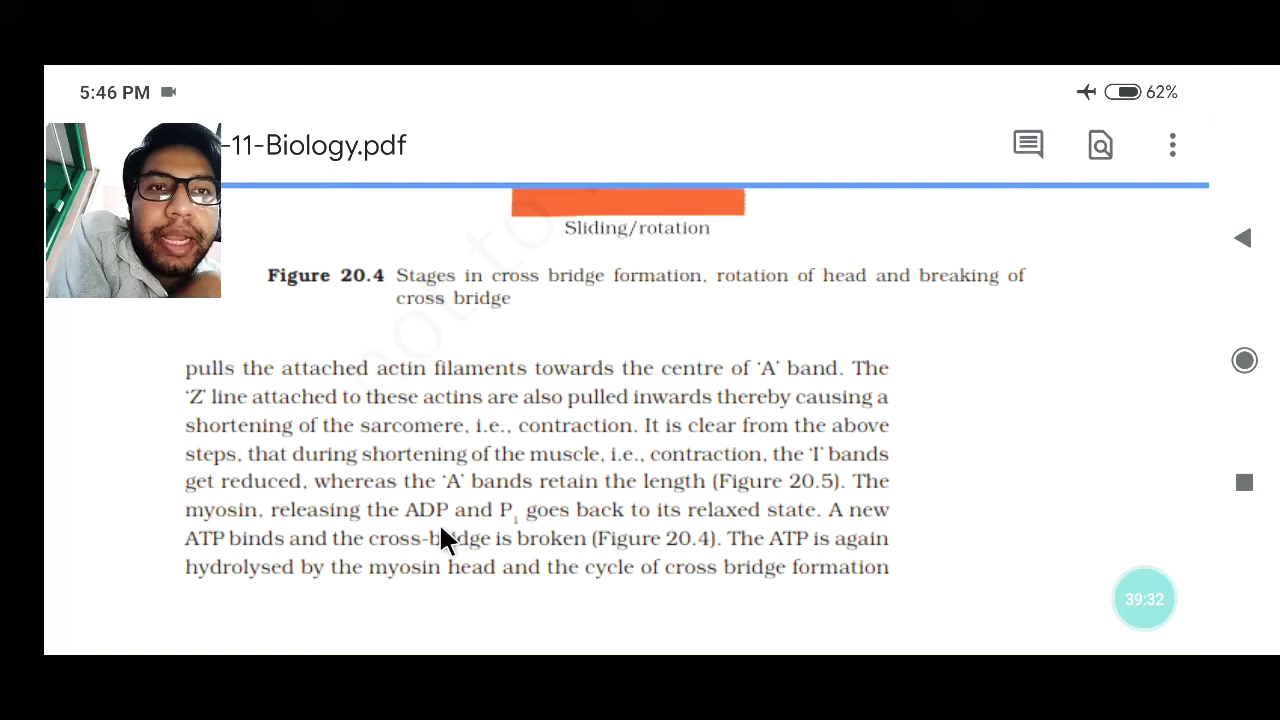 5:46 PM
62%
-11-Biology.pdf
Sliding/rotation
Figure 20.4 Stages in cross bridge formation, rotation of head and breaking of
cross bridge
pulls the attached actin filaments towards the centre of ‘A’ band. The
‘Z’ line attached to these actins are also pulled inwards thereby causing a
shortening of the sarcomere, i.e., contraction. It is clear from the above
steps, that during shortening of the muscle, i.e., contraction, the ‘I’ bands
get reduced, whereas the ‘A’ bands retain the length (Figure 20.5). The
myosin, releasing the ADP and P₁ goes back to its relaxed state. A new
ATP binds and the cross-bridge is broken (Figure 20.4). The ATP is again
hydrolysed by the myosin head and the cycle of cross bridge formation
39:32
not to